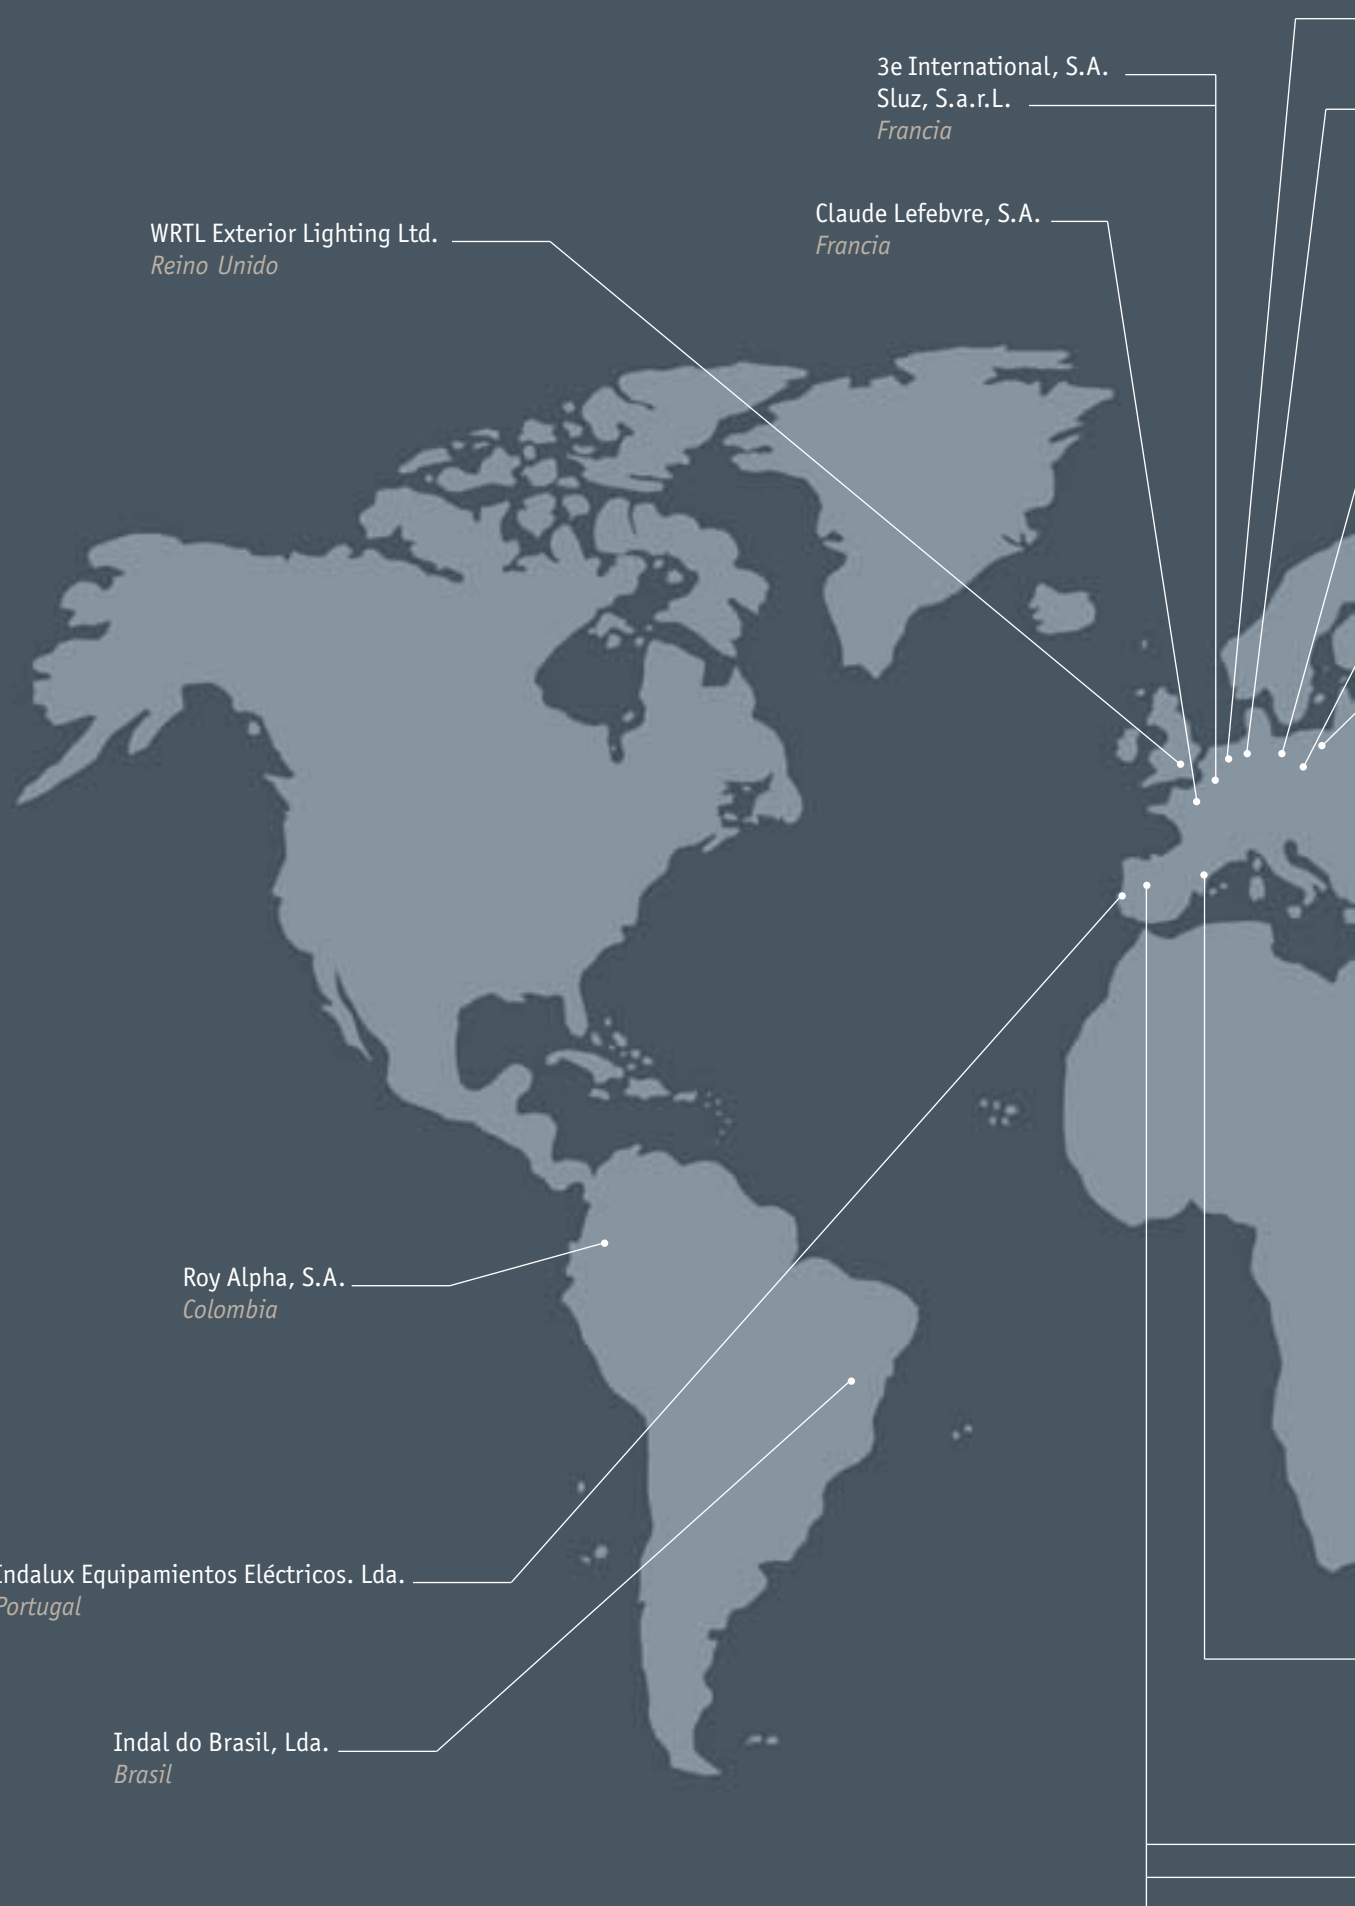 3e International, S.A.
Sluz, S.a.r.L.
Francia
Claude Lefebvre, S.A.
Francia
WRTL Exterior Lighting Ltd.
Reino Unido
Roy Alpha, S.A.
Colombia
Indalux Equipamientos Eléctricos. Lda.
Portugal
Indal do Brasil, Lda.
Brasil